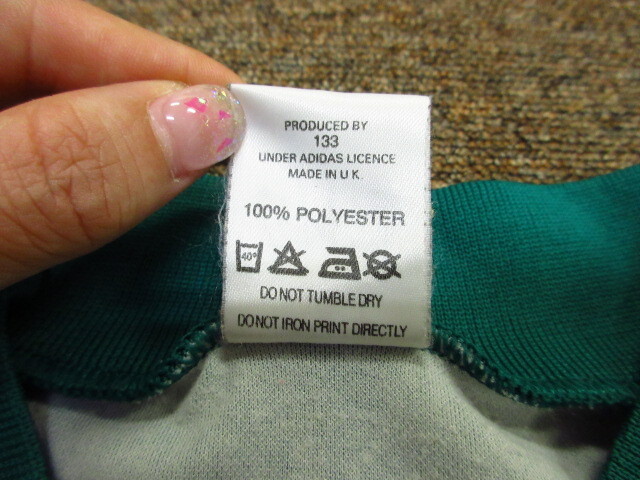 PRODUCED BY
133
UNDER ADIDAS LICENCE
MADE IN U K
100% POLYESTER
40°
DO NOT TUMBLE DRY
DO NOT IRON PRINT DIRECTLY